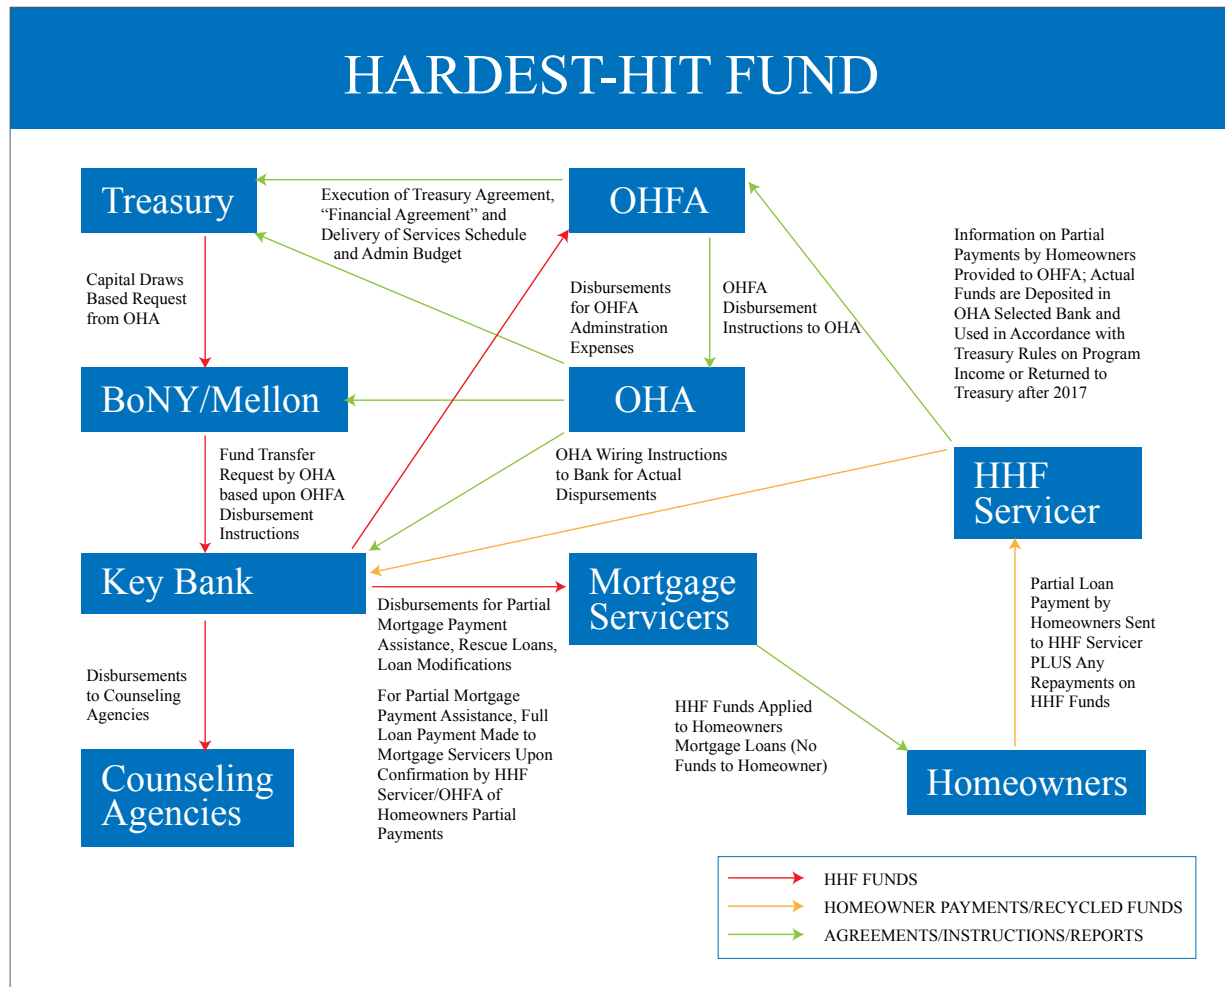 HARDEST-HIT FUND
Treasury
Execution of Treasury Agreement,
“Financial Agreement” and
Delivery of Services Schedule
and Admin Budget
OHFA
Information on Partial
Payments by Homeowners
Provided to OHFA; Actual
Funds are Deposited in
OHA Selected Bank and
Used in Accordance with
Treasury Rules on Program
Income or Returned to
Treasury after 2017
Capital Draws
Based Request
from OHA
Disbursements
for OHFA
Adminstration
Expenses
OHFA
Disbursement
Instructions to OHA
BoNY/Mellon
OHA
Fund Transfer
Request by OHA
based upon OHFA
Disbursement
Instructions
OHA Wiring Instructions
to Bank for Actual
Dispursements
HHF
Servicer
Key Bank
Mortgage
Servicers
Disbursements for Partial
Mortgage Payment
Assistance, Rescue Loans,
Loan Modifications
Partial Loan
Payment by
Homeowners Sent
to HHF Servicer
PLUS Any
Repayments on
HHF Funds
Disbursements
to Counseling
Agencies
For Partial Mortgage
Payment Assistance, Full
Loan Payment Made to
Mortgage Servicers Upon
Confirmation by HHF
Servicer/OHFA of
Homeowners Partial
Payments
HHF Funds Applied
to Homeowners
Mortgage Loans (No
Funds to Homeowner)
Counseling
Agencies
Homeowners
HHF FUNDS
HOMEOWNER PAYMENTS/RECYCLED FUNDS
AGREEMENTS/INSTRUCTIONS/REPORTS